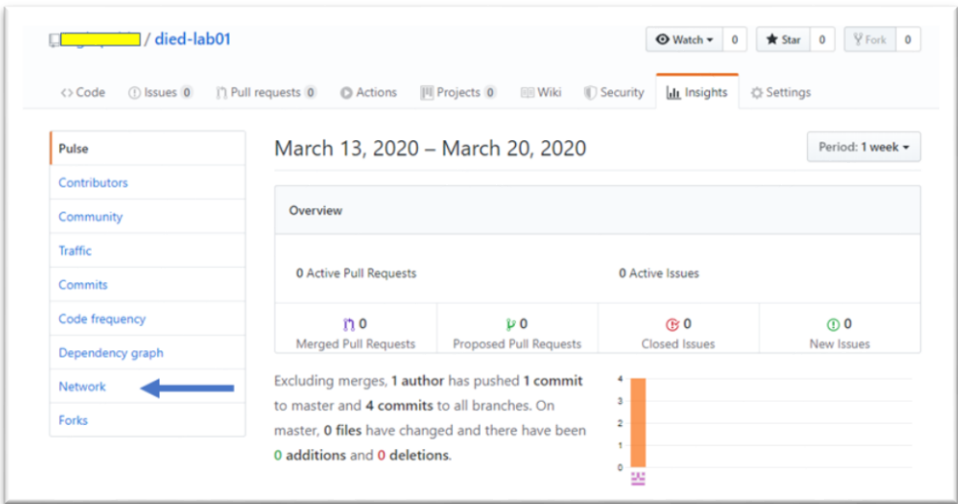 / died-lab01
Watch 0 Star 0 Fork 0
<> Code Issues 0 Pull requests 0 Actions Projects 0 Wiki Security Insights Settings
Pulse
Contributors
Community
Traffic
Commits
Code frequency
Dependency graph
Network
Forks
March 13, 2020 – March 20, 2020
Period: 1 week
Overview
0 Active Pull Requests
0 Active Issues
0
Merged Pull Requests
0
Proposed Pull Requests
0
Closed Issues
0
New Issues
Excluding merges, 1 author has pushed 1 commit
to master and 4 commits to all branches. On
master, 0 files have changed and there have been
0 additions and 0 deletions.
4
3
2
1
0